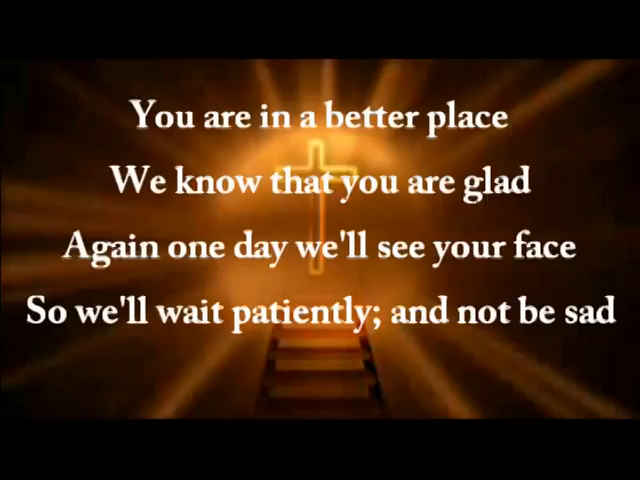 You are in a better place
We know that you are glad
Again one day we'll see your face
So we'll wait patiently; and not be sad